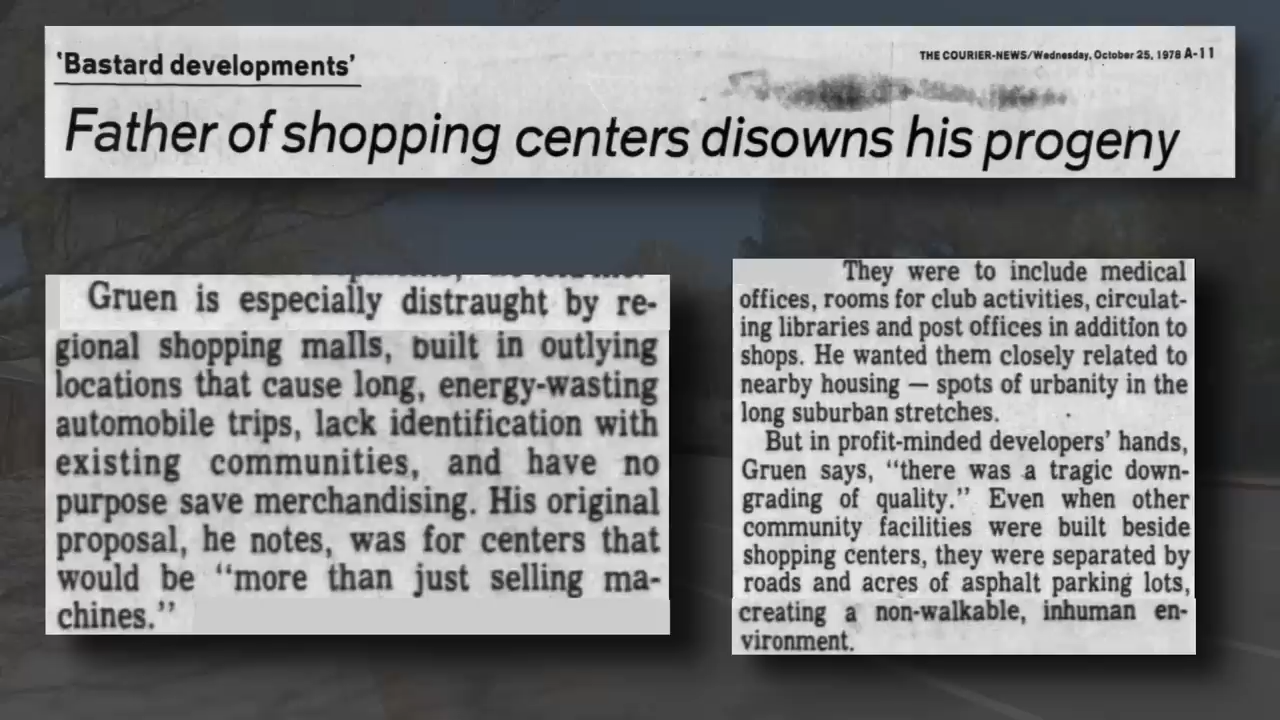 'Bastard developments'
THE COURIER-NEWS/Wednesday, October 25, 1978 A-11
Father of shopping centers disowns his progeny
Gruen is especially distraught by re-
gional shopping malls, built in outlying
locations that cause long, energy-wasting
automobile trips, lack identification with
existing communities, and have no
purpose save merchandising. His original
proposal, he notes, was for centers that
would be "more than just selling ma-
chines."
They were to include medical
offices, rooms for club activities, circulat-
ing libraries and post offices in addition to
shops. He wanted them closely related to
nearby housing — spots of urbanity in the
long suburban stretches.
But in profit-minded developers' hands,
Gruen says, "there was a tragic down-
grading of quality." Even when other
community facilities were built beside
shopping centers, they were separated by
roads and acres of asphalt parking lots,
creating a non-walkable, inhuman en-
vironment.